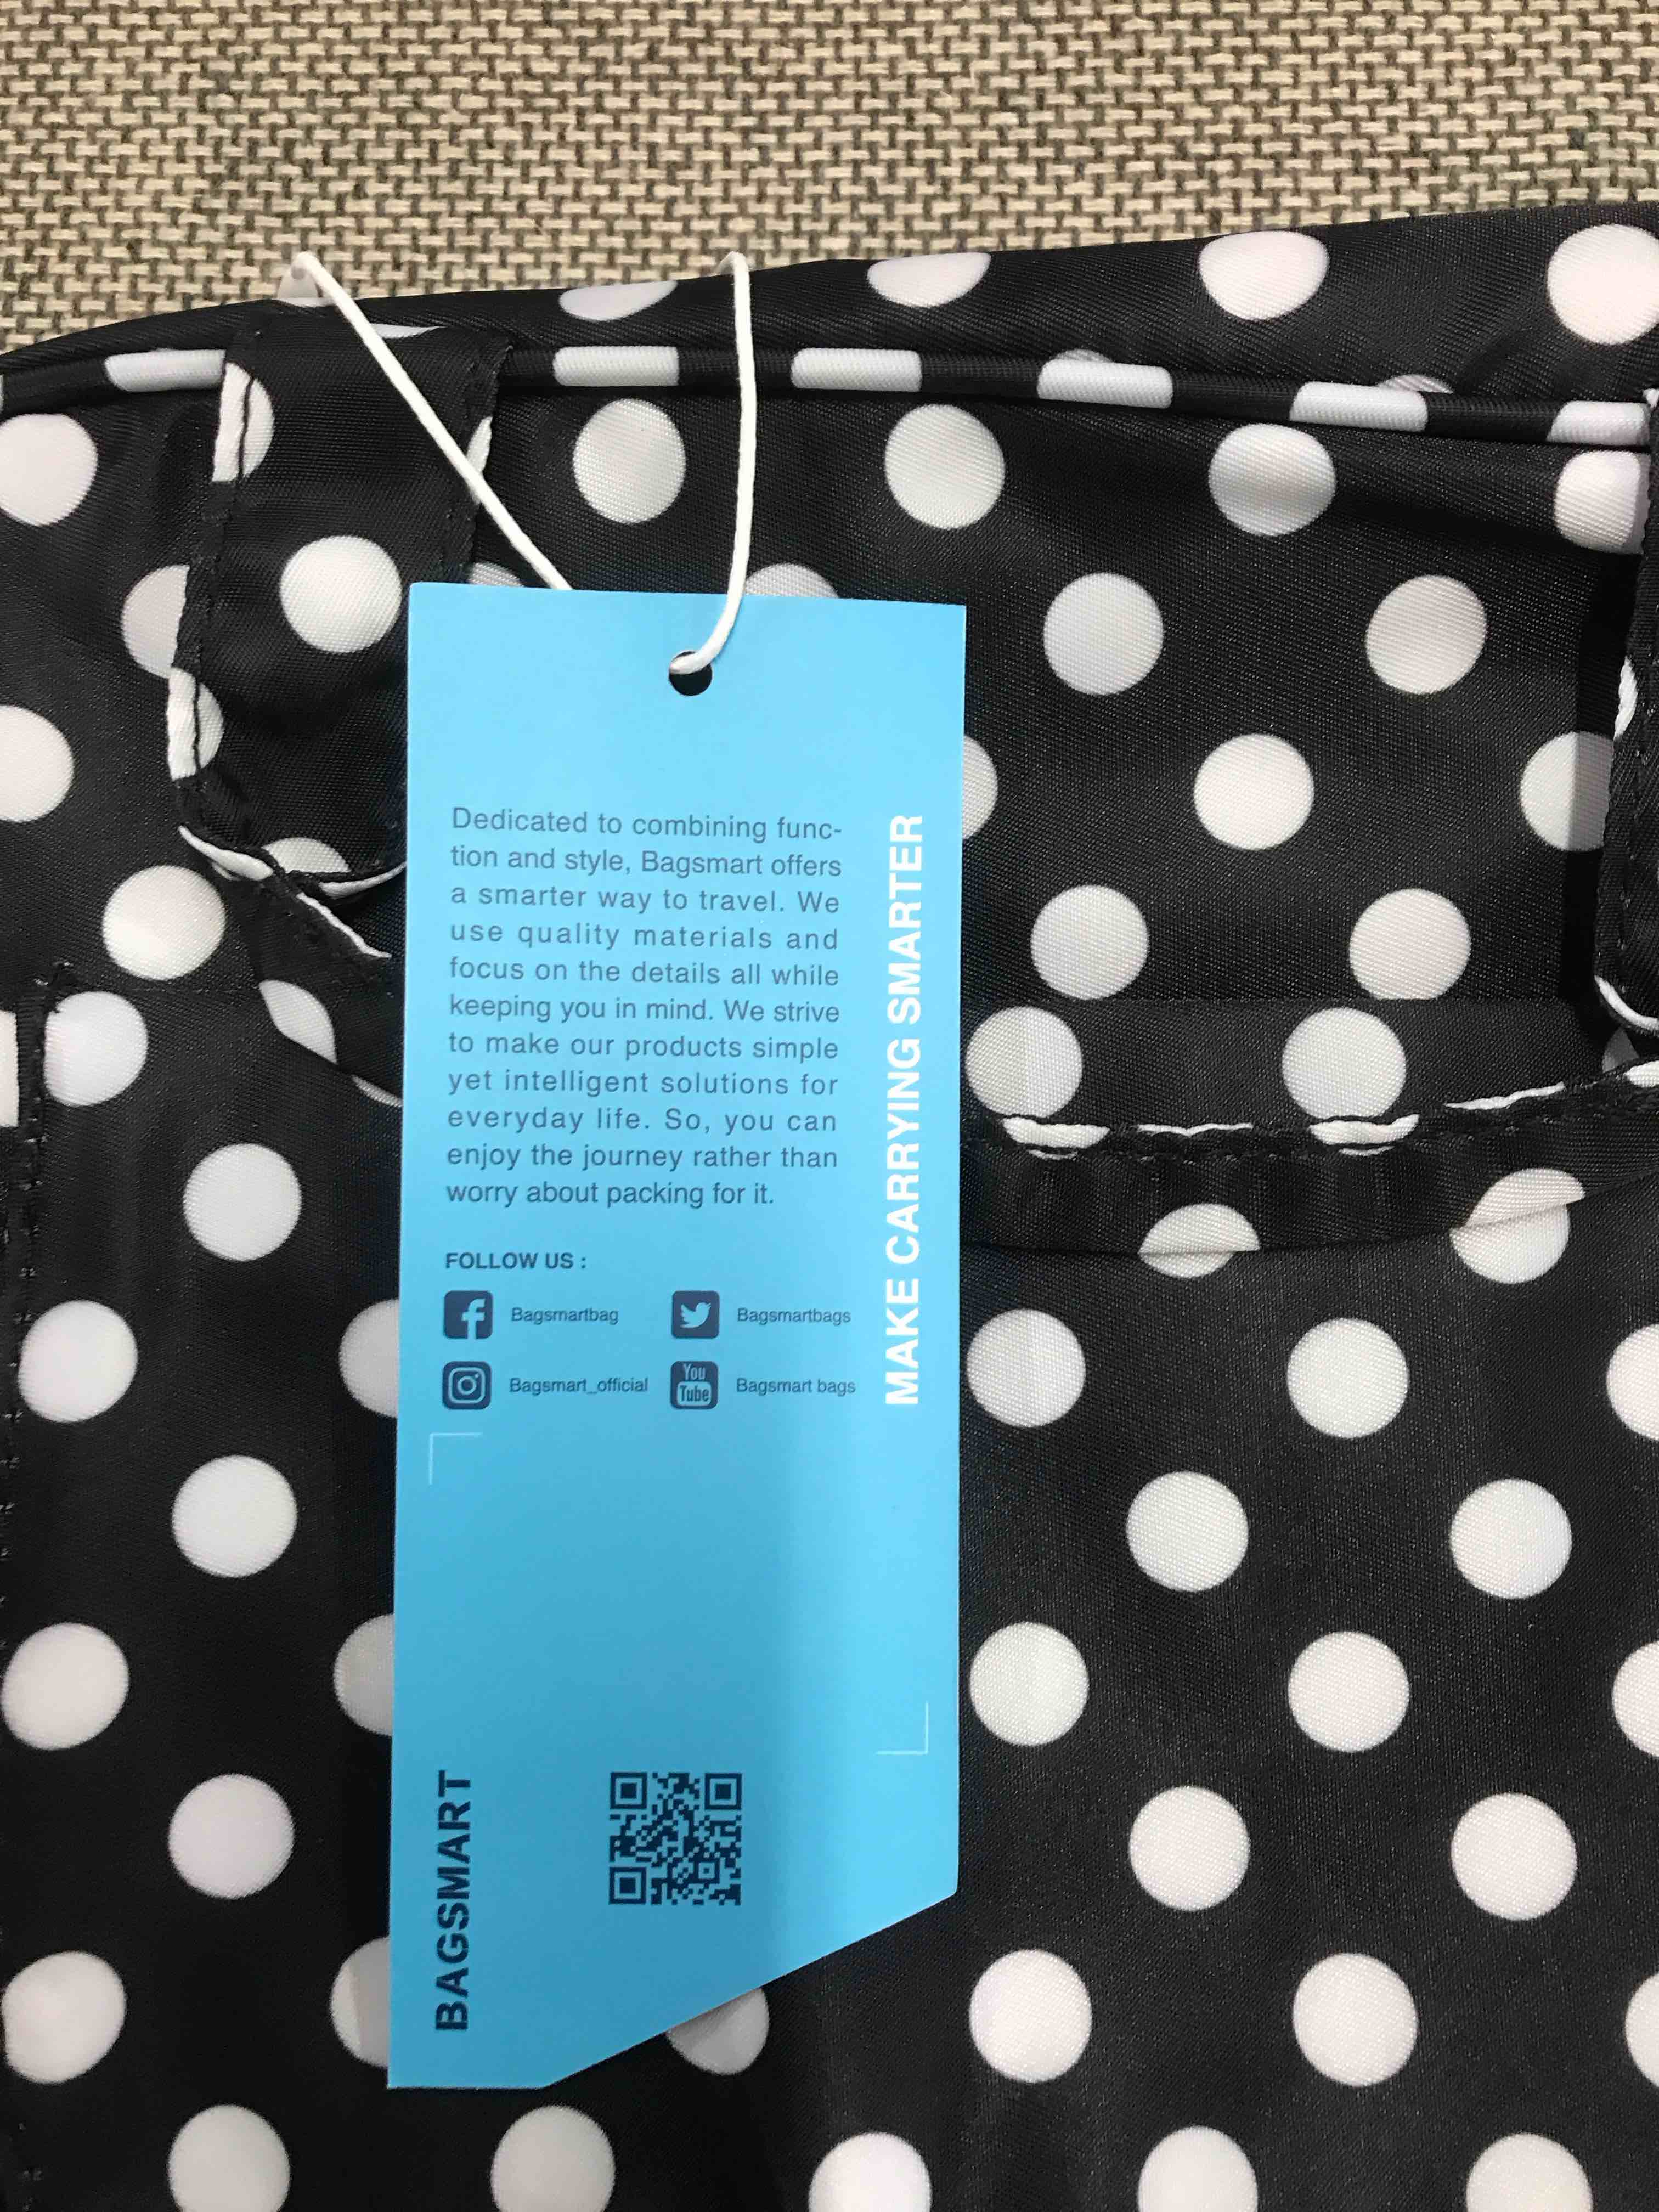 Dedicated to combining func-
tion and style, Bagsmart offers
a smarter way to travel. We
use quality materials and
focus on the details all while
keeping you in mind. We strive
to make our products simple
yet intelligent solutions for
everyday life. So, you can
enjoy the journey rather than
worry about packing for it.
FOLLOW US :
Bagsmartbag
Bagsmartbags
Bagsmart_official
You
Tube
Bagsmart bags
MAKE CARRYING SMARTER
BAGSMART